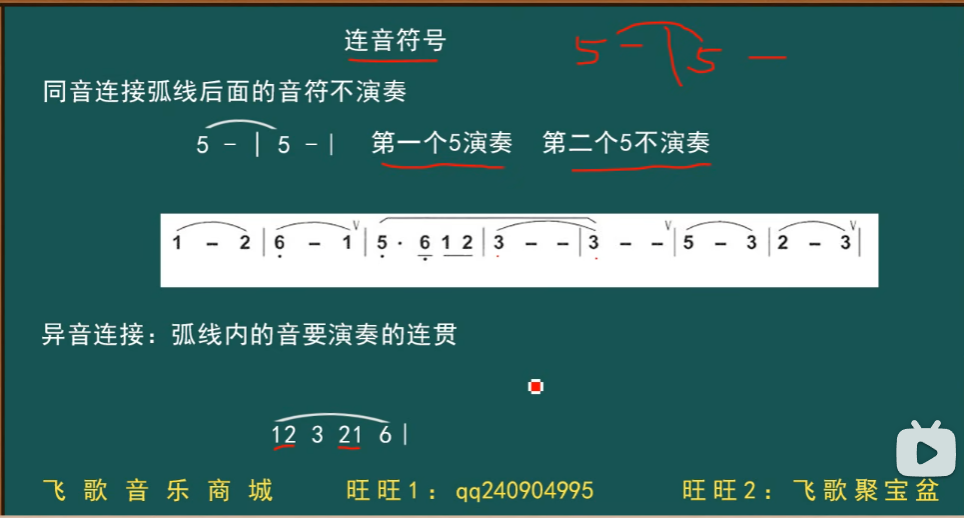 连音符号
5 - | 5 -
同音连接弧线后面的音符不演奏
5 - | 5 - | 第一个5演奏 第二个5不演奏
1 - 2 | 6 - 1 V | 5 · 6 1 2 | 3 - - | 3 - - V | 5 - 3 | 2 - 3 V |
异音连接：弧线内的音要演奏的连贯
12 3 21 6 |
飞歌音乐商城 旺旺1：qq240904995 旺旺2：飞歌聚宝盆